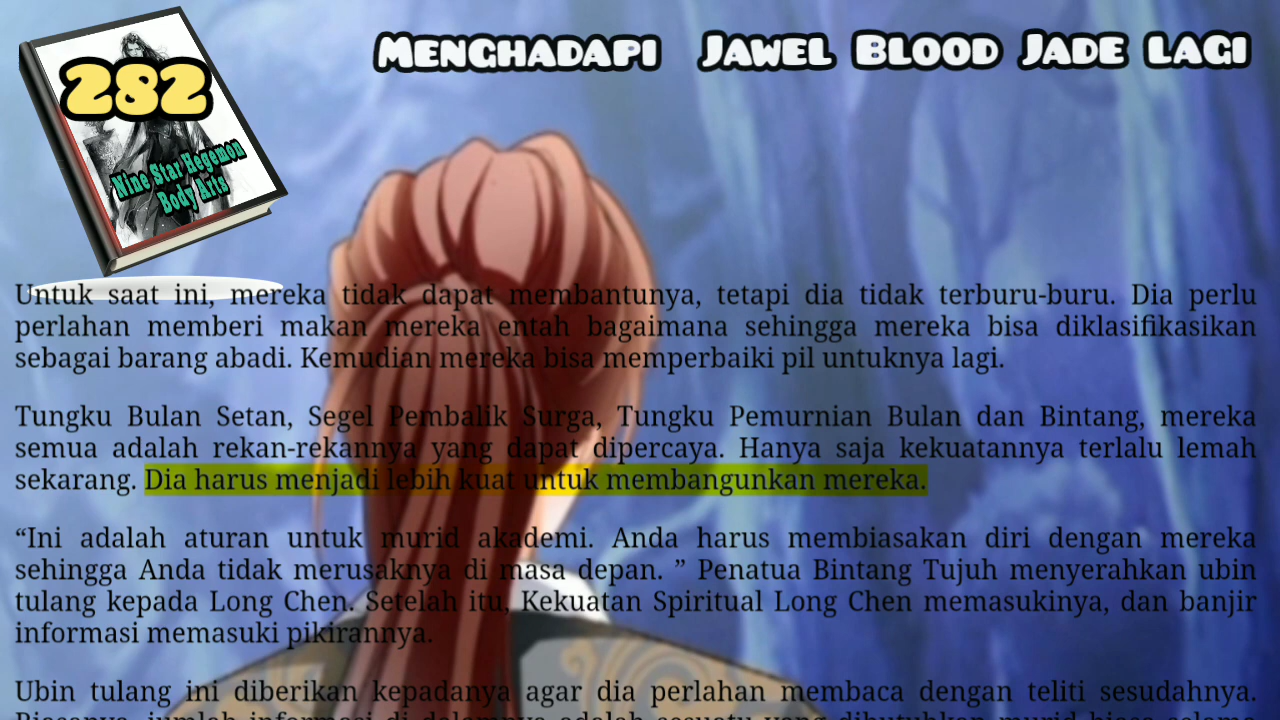 282
Nine Star Hegemon
Body Arts
Menghadapi Jawel Blood Jade lagi
Untuk saat ini, mereka tidak dapat membantunya, tetapi dia tidak terburu-buru. Dia perlu
perlahan memberi makan mereka entah bagaimana sehingga mereka bisa diklasifikasikan
sebagai barang abadi. Kemudian mereka bisa memperbaiki pil untuknya lagi.
Tungku Bulan Setan, Segel Pembalik Surga, Tungku Pemurnian Bulan dan Bintang, mereka
semua adalah rekan-rekannya yang dapat dipercaya. Hanya saja kekuatannya terlalu lemah
sekarang. Dia harus menjadi lebih kuat untuk membangunkan mereka.
“Ini adalah aturan untuk murid akademi. Anda harus membiasakan diri dengan mereka
sehingga Anda tidak merusaknya di masa depan. ” Penatua Bintang Tujuh menyerahkan ubin
tulang kepada Long Chen. Setelah itu, Kekuatan Spiritual Long Chen memasukinya, dan banjir
informasi memasuki pikirannya.
Ubin tulang ini diberikan kepadanya agar dia perlahan membaca dengan teliti sesudahnya.